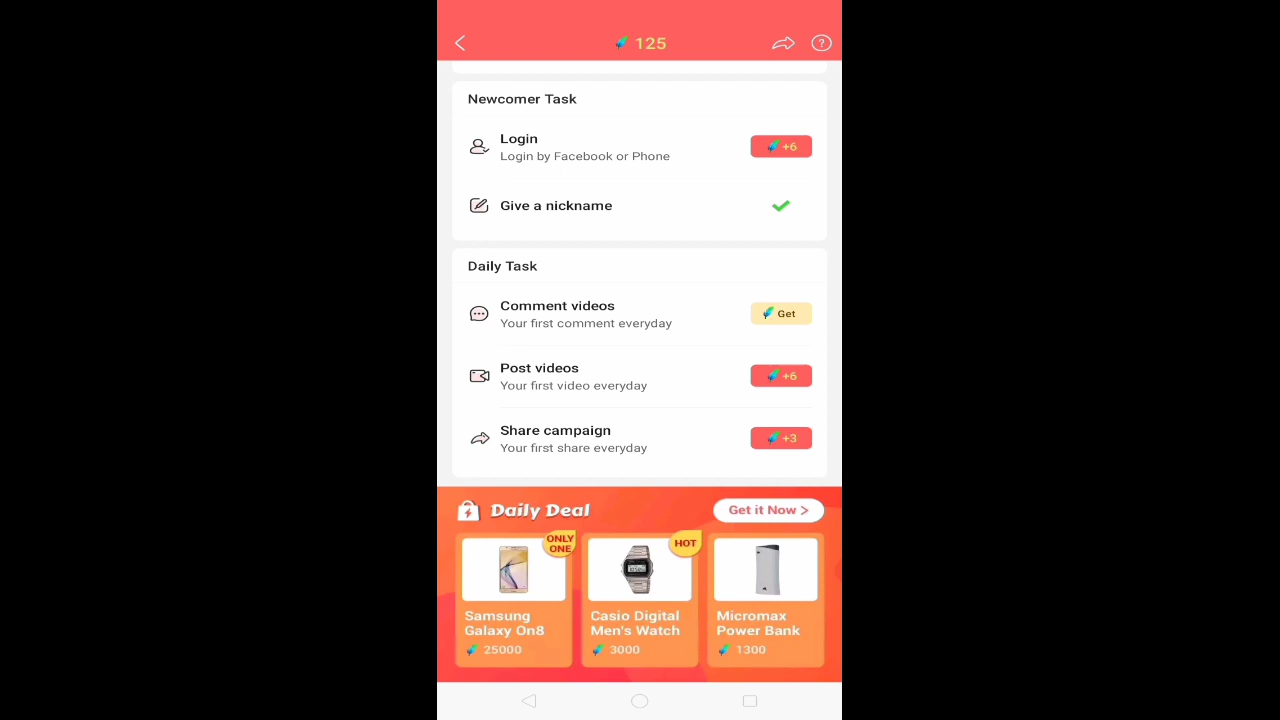 125
Newcomer Task
Login
Login by Facebook or Phone
+6
Give a nickname
Daily Task
Comment videos
Your first comment everyday
Get
Post videos
Your first video everyday
+6
Share campaign
Your first share everyday
+3
Daily Deal
Get it Now >
ONLY
ONE
HOT
Samsung
Galaxy On8
25000
Casio Digital
Men's Watch
3000
Micromax
Power Bank
1300